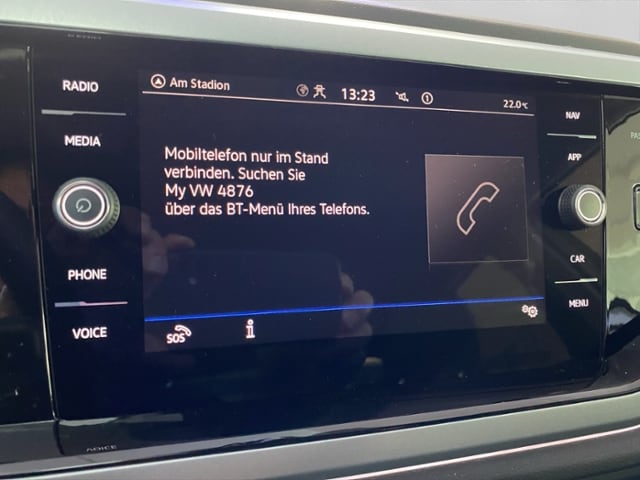 RADIO
MEDIA
PHONE
VOICE
Am Stadion
13:23
22.0°C
Mobiltelefon nur im Stand
verbinden. Suchen Sie
My VW 4876
über das BT-Menü Ihres Telefons.
SOS
NAV
APP
CAR
MENU